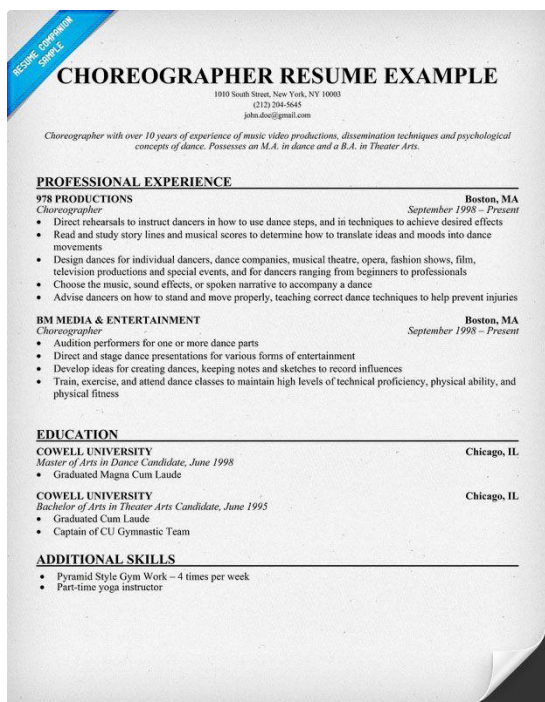 RESUME COMPANION
SAMPLE
CHOREOGRAPHER RESUME EXAMPLE
1010 South Street, New York, NY 10003
(212) 204-5645
john.doe@gmail.com
Choreographer with over 10 years of experience of music video productions, dissemination techniques and psychological
concepts of dance. Possesses an M.A. in dance and a B.A. in Theater Arts.
PROFESSIONAL EXPERIENCE
978 PRODUCTIONS Boston, MA
Choreographer September 1998 – Present
• Direct rehearsals to instruct dancers in how to use dance steps, and in techniques to achieve desired effects
• Read and study story lines and musical scores to determine how to translate ideas and moods into dance
movements
• Design dances for individual dancers, dance companies, musical theatre, opera, fashion shows, film,
television productions and special events, and for dancers ranging from beginners to professionals
• Choose the music, sound effects, or spoken narrative to accompany a dance
• Advise dancers on how to stand and move properly, teaching correct dance techniques to help prevent injuries
BM MEDIA & ENTERTAINMENT Boston, MA
Choreographer September 1998 – Present
• Audition performers for one or more dance parts
• Direct and stage dance presentations for various forms of entertainment
• Develop ideas for creating dances, keeping notes and sketches to record influences
• Train, exercise, and attend dance classes to maintain high levels of technical proficiency, physical ability, and
physical fitness
EDUCATION
COWELL UNIVERSITY Chicago, IL
Master of Arts in Dance Candidate, June 1998
• Graduated Magna Cum Laude
COWELL UNIVERSITY Chicago, IL
Bachelor of Arts in Theater Arts Candidate, June 1995
• Graduated Cum Laude
• Captain of CU Gymnastic Team
ADDITIONAL SKILLS
• Pyramid Style Gym Work – 4 times per week
• Part-time yoga instructor